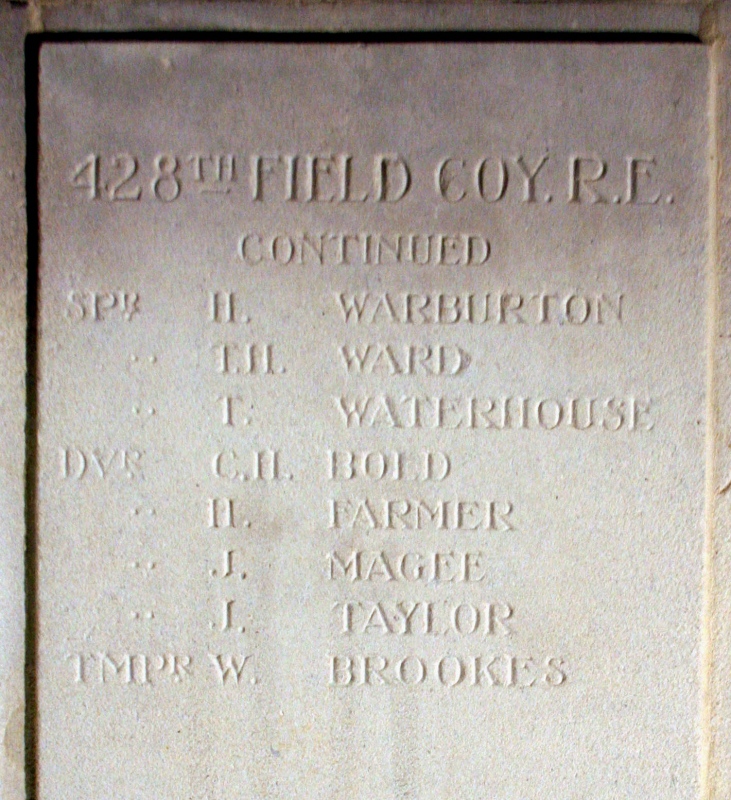 428TH FIELD COY. R.E.
CONTINUED
SPR H. WARBURTON
" T.H. WARD
" T. WATERHOUSE
DVR C.H. BOLD
" H. FARMER
" J. MAGEE
" J. TAYLOR
TMPR W. BROOKES